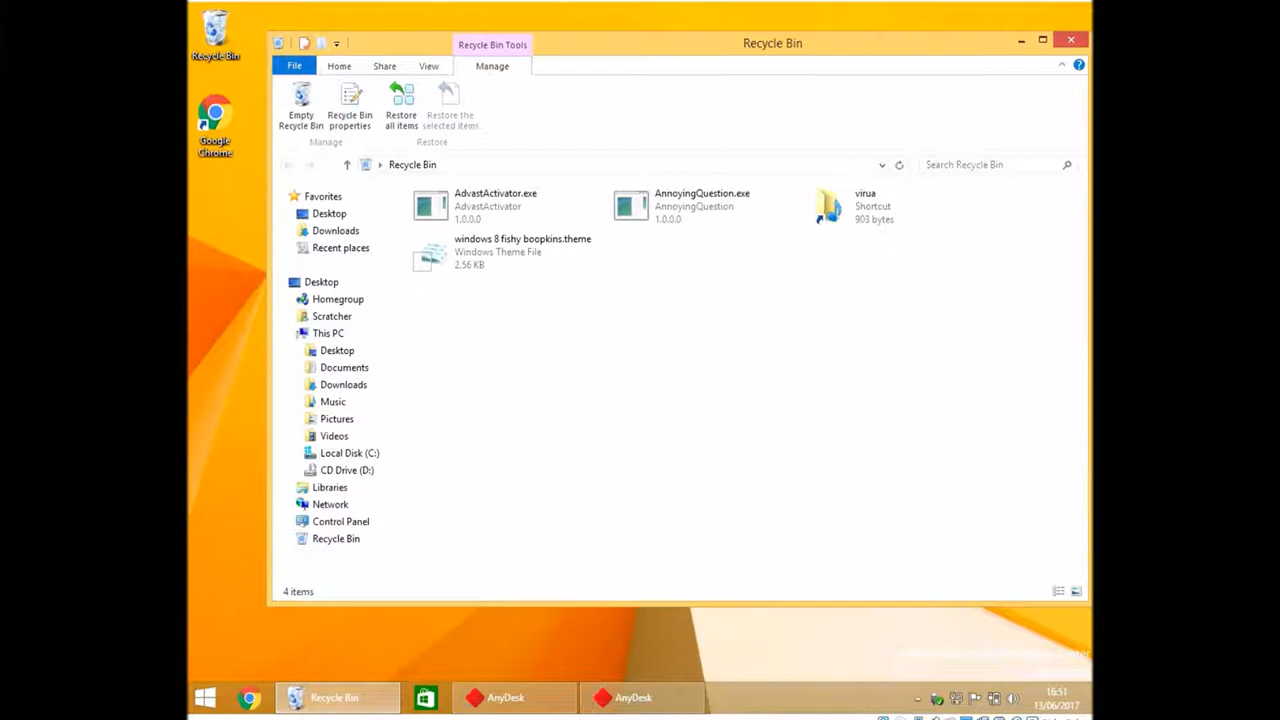 Recycle Bin
Google
Chrome
Recycle Bin Tools
Recycle Bin
File
Home
Share
View
Manage
Empty
Recycle Bin
Recycle Bin
properties
Restore
all items
Restore the
selected items
Manage
Restore
Recycle Bin
Search Recycle Bin
Favorites
Desktop
Downloads
Recent places
Desktop
Homegroup
Scratcher
This PC
Desktop
Documents
Downloads
Music
Pictures
Videos
Local Disk (C:)
CD Drive (D:)
Libraries
Network
Control Panel
Recycle Bin
AdvastActivator.exe
AdvastActivator
1.0.0.0
AnnoyingQuestion.exe
AnnoyingQuestion
1.0.0.0
virua
Shortcut
903 bytes
windows 8 fishy boopkins.theme
Windows Theme File
2.56 KB
4 items
Recycle Bin
AnyDesk
AnyDesk
16:51
13/06/2017